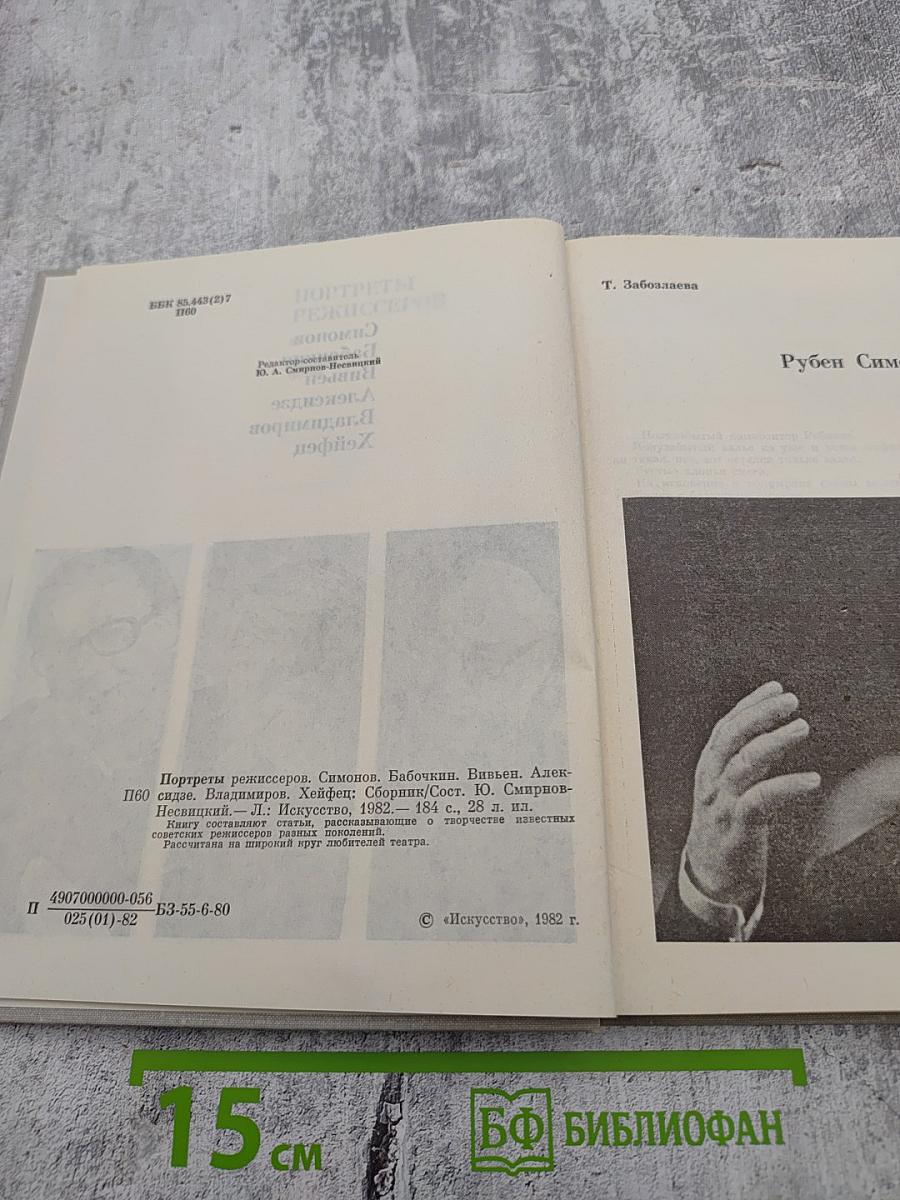 ББК 85.443(2)7
П60
Редактор-составитель
Ю. А. Смирнов-Несвицкий
ПОРТРЕТЫ
РЕЖИССЕРОВ
Симонов
Бабочкин
Вивьен
Алексидзе
Владимиров
Хейфец
Портреты режиссеров. Симонов. Бабочкин. Вивьен. Алек-
П60 сидзе. Владимиров. Хейфец: Сборник/Сост. Ю. Смирнов-
Несвицкий.— Л.: Искусство, 1982.— 184 с., 28 л. ил.
Книгу составляют статьи, рассказывающие о творчестве известных
советских режиссеров разных поколений.
Рассчитана на широкий круг любителей театра.
П 4907000000-056
025(01)-82 БЗ-55-6-80
© «Искусство», 1982 г.
Т. Забозлаева
Рубен Симо
15 см
БФ БИБЛИОФАН